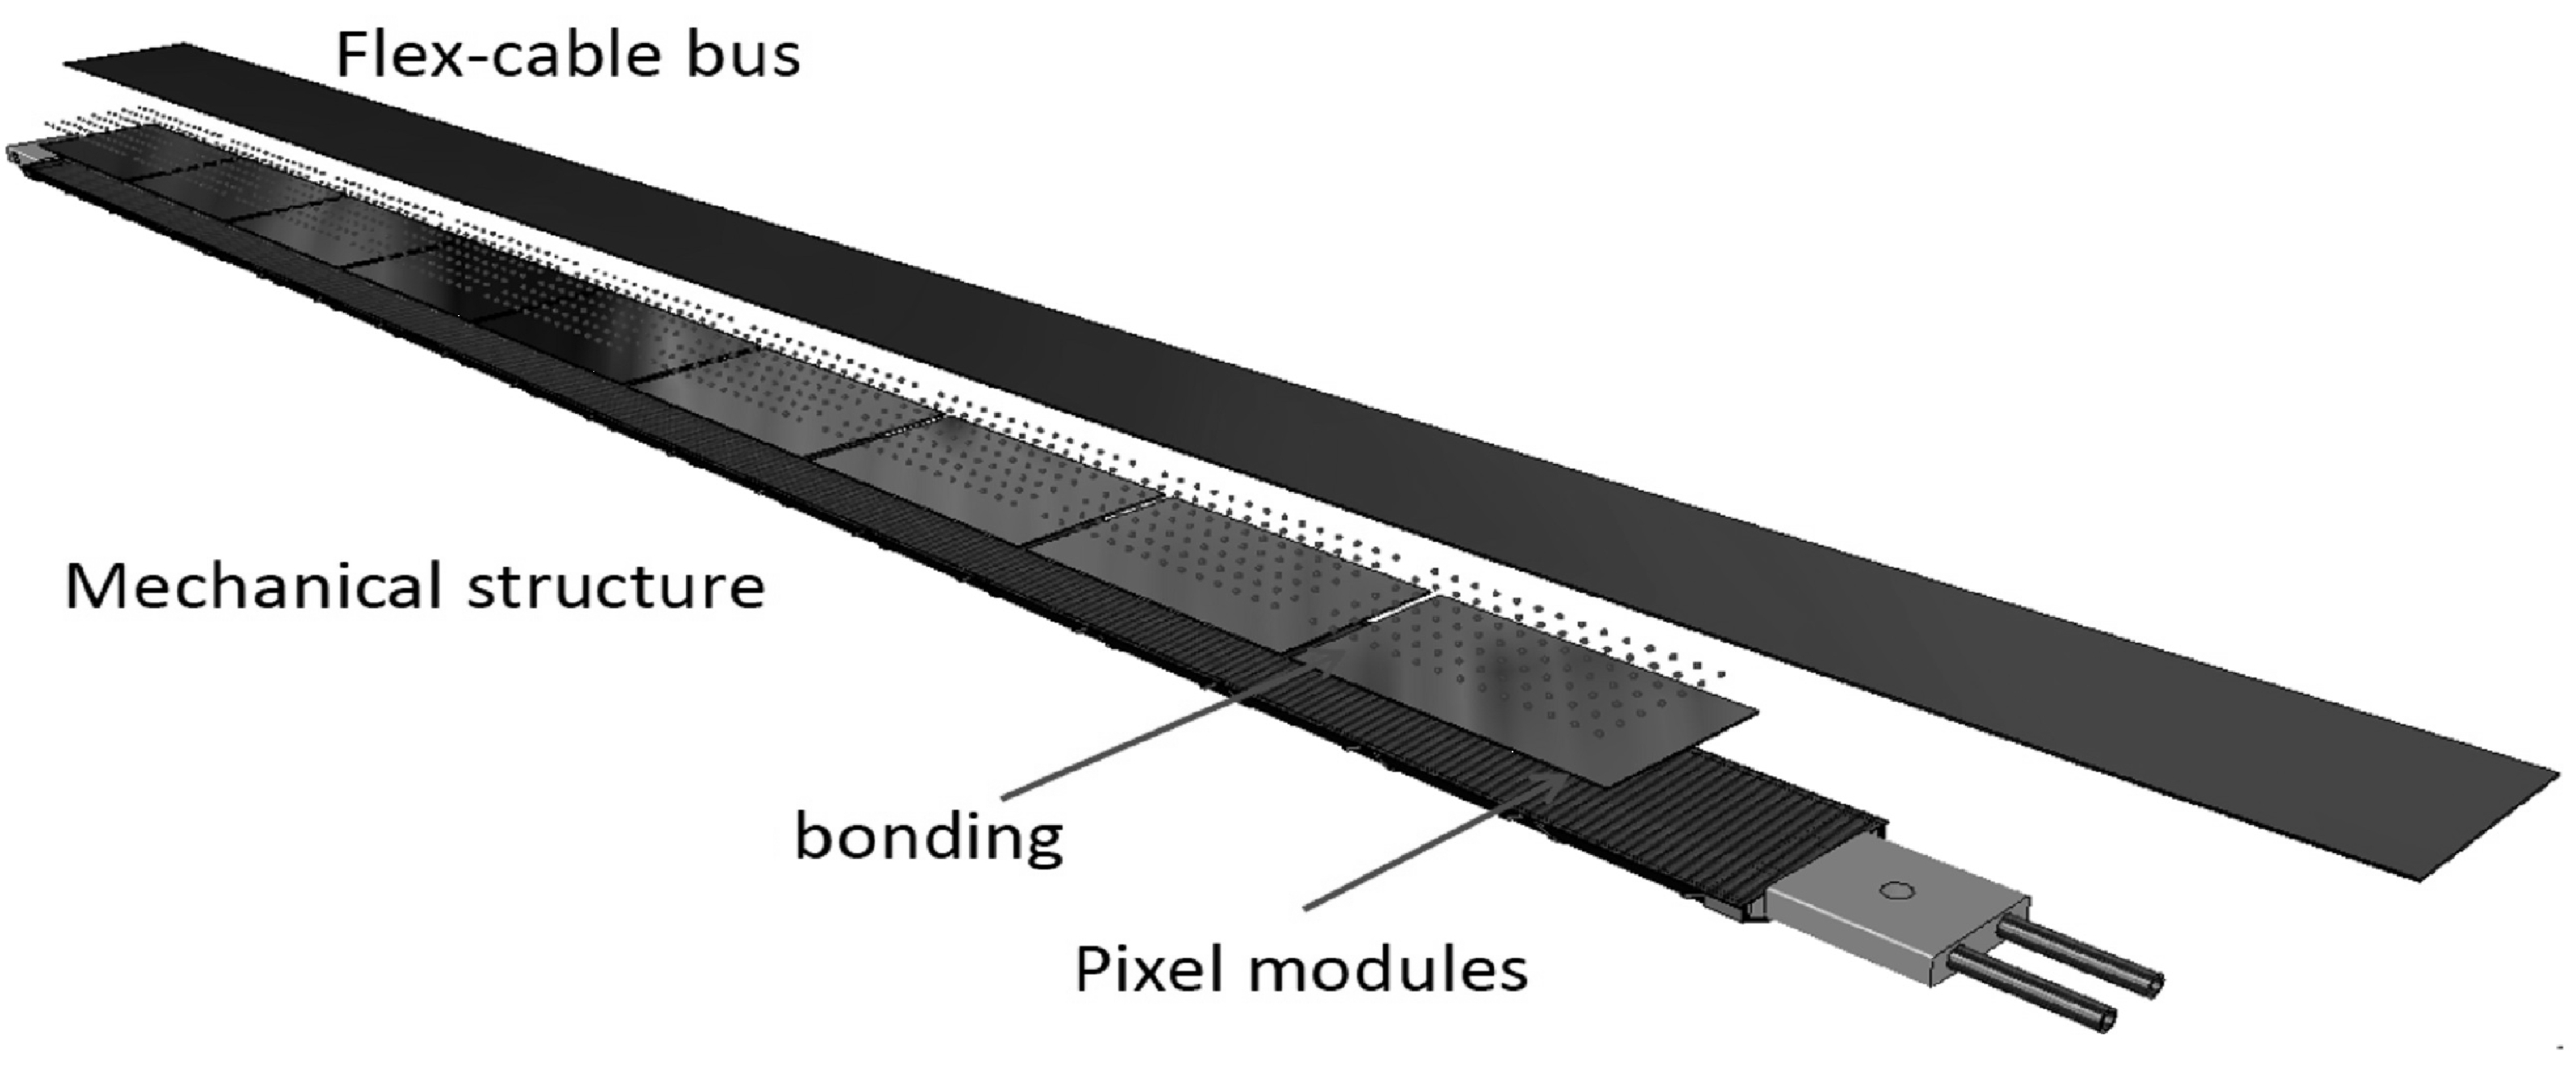 Flex-cable bus
Mechanical structure
bonding
Pixel modules